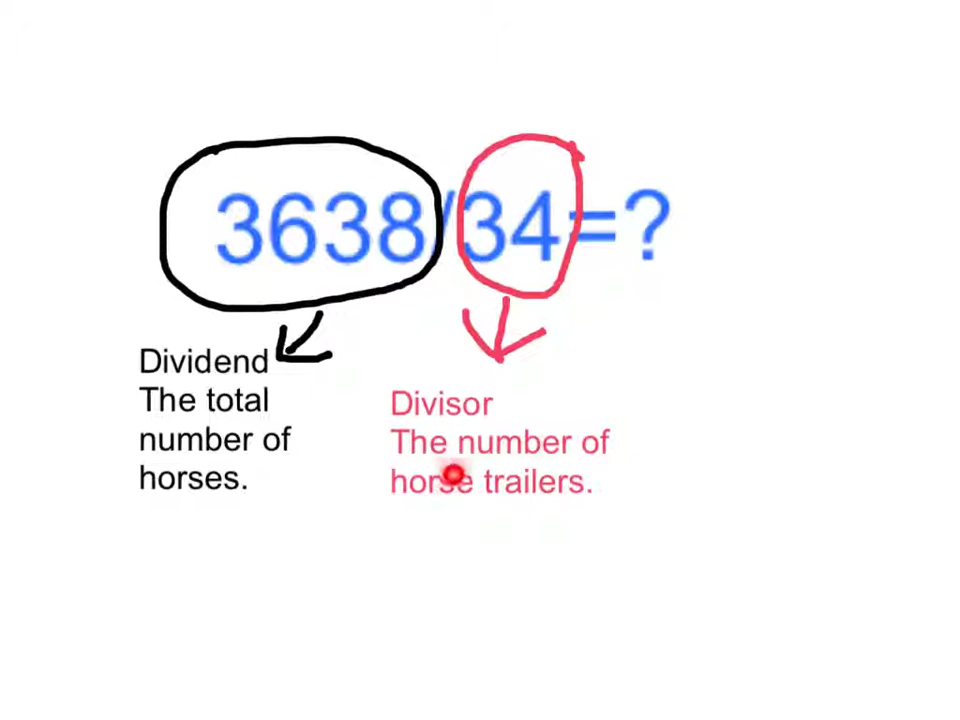 3638/34=?
Dividend
The total
number of
horses.
Divisor
The number of
horse trailers.